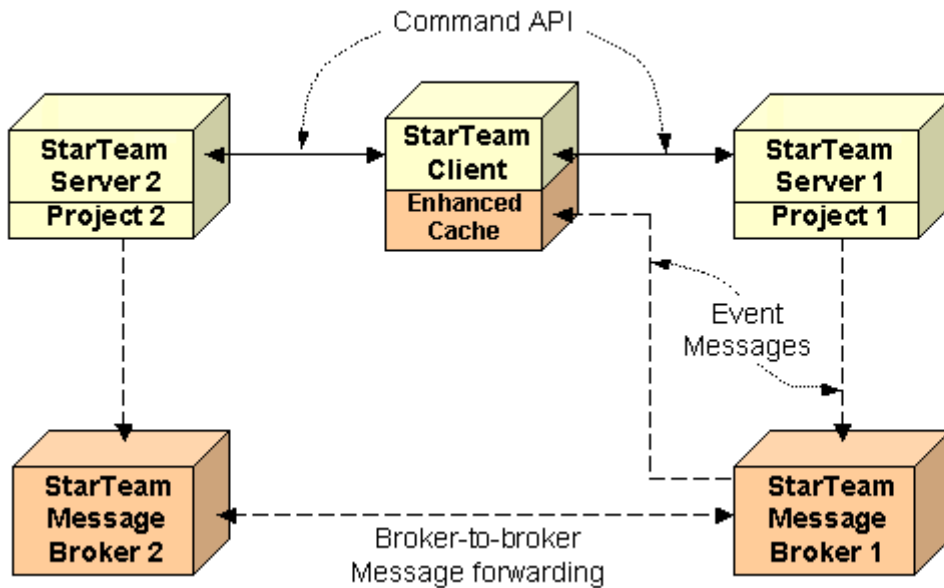 Command API
StarTeam
Server 2
Project 2
StarTeam
Client
Enhanced
Cache
StarTeam
Server 1
Project 1
Event
Messages
StarTeam
Message
Broker 2
Broker-to-broker
Message forwarding
StarTeam
Message
Broker 1